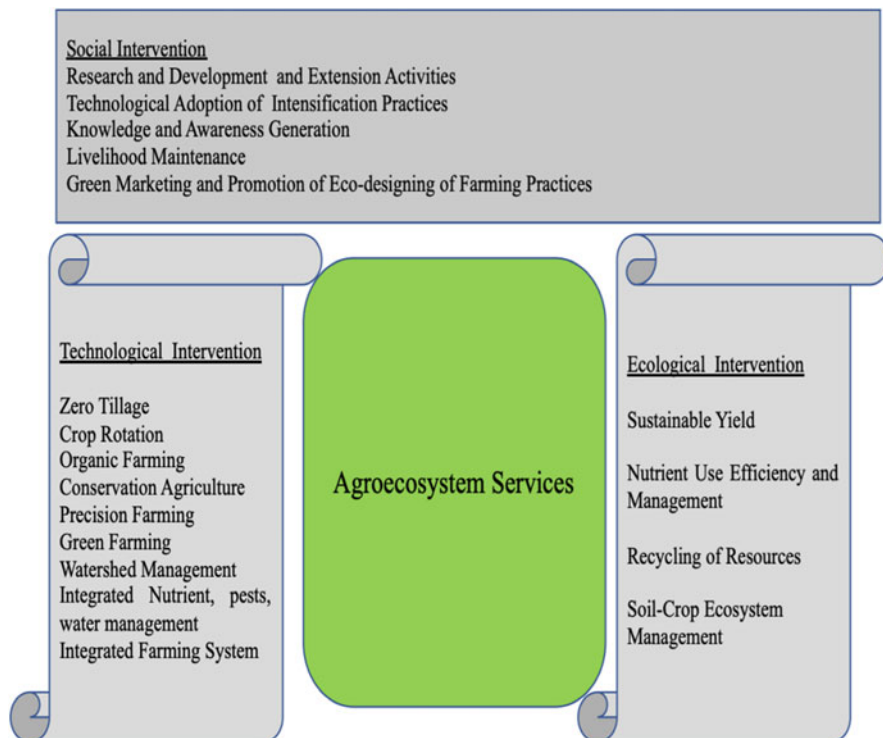 Social Intervention
Research and Development and Extension Activities
Technological Adoption of Intensification Practices
Knowledge and Awareness Generation
Livelihood Maintenance
Green Marketing and Promotion of Eco-designing of Farming Practices
Technological Intervention
Zero Tillage
Crop Rotation
Organic Farming
Conservation Agriculture
Precision Farming
Green Farming
Watershed Management
Integrated Nutrient, pests,
water management
Integrated Farming System
Agroecosystem Services
Ecological Intervention
Sustainable Yield
Nutrient Use Efficiency and
Management
Recycling of Resources
Soil-Crop Ecosystem
Management